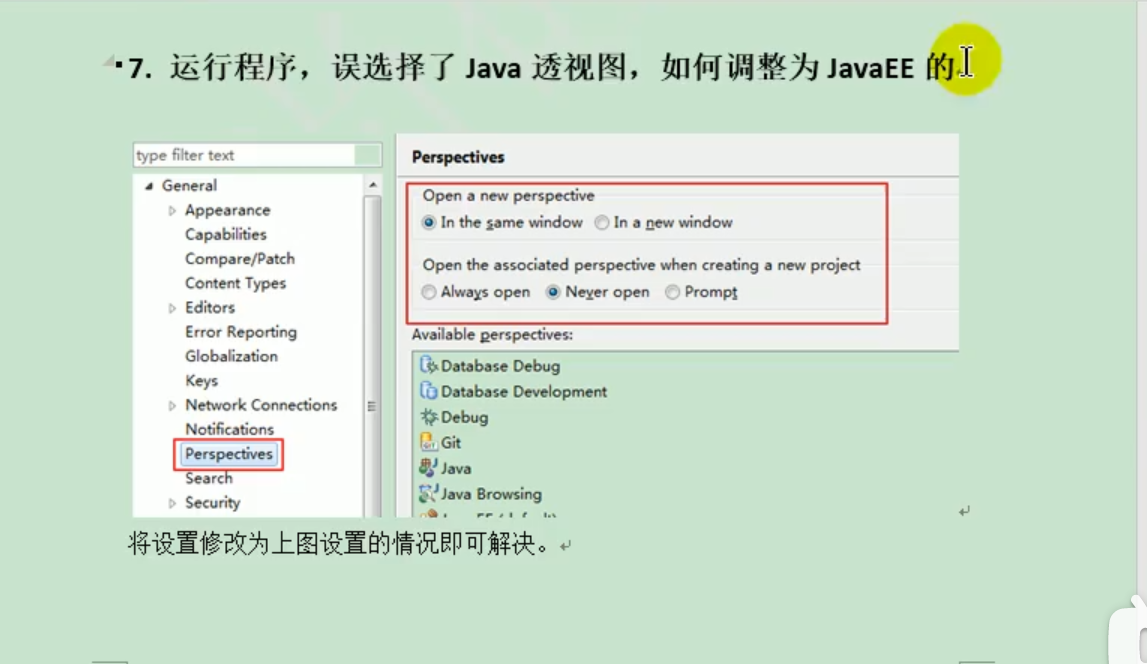 7. 运行程序，误选择了 Java 透视图，如何调整为 JavaEE 的
type filter text
General
Appearance
Capabilities
Compare/Patch
Content Types
Editors
Error Reporting
Globalization
Keys
Network Connections
Notifications
Perspectives
Search
Security
Perspectives
Open a new perspective
In the same window In a new window
Open the associated perspective when creating a new project
Always open Never open Prompt
Available perspectives:
Database Debug
Database Development
Debug
Git
Java
Java Browsing
将设置修改为上图设置的情况即可解决。